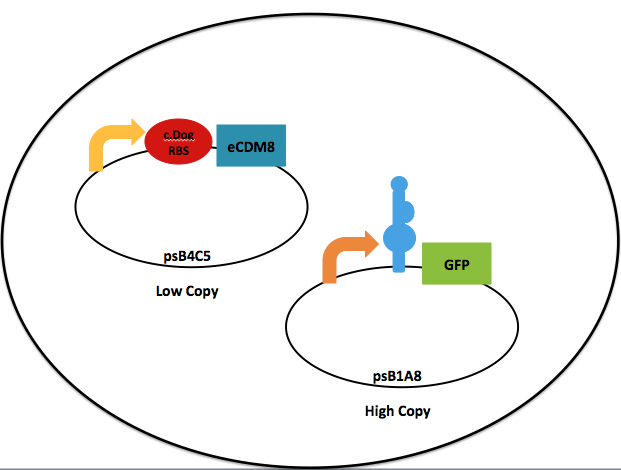 c.Dog
RBS
eCDM8
psB4C5
Low Copy
GFP
psB1A8
High Copy